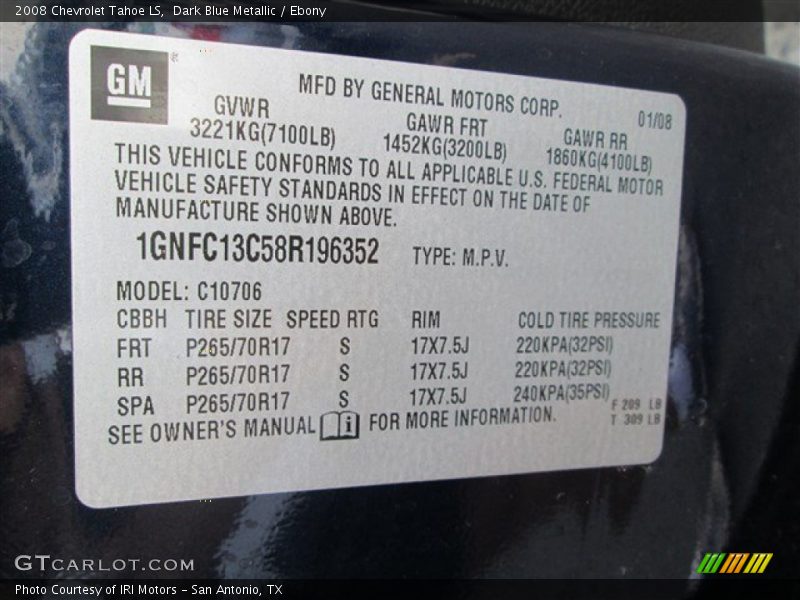 2008 Chevrolet Tahoe LS, Dark Blue Metallic / Ebony
GM
®
MFD BY GENERAL MOTORS CORP.
01/08
GVWR
GAWR FRT
GAWR RR
3221KG(7100LB)
1452KG(3200LB)
1860KG(4100LB)
THIS VEHICLE CONFORMS TO ALL APPLICABLE U.S. FEDERAL MOTOR
VEHICLE SAFETY STANDARDS IN EFFECT ON THE DATE OF
MANUFACTURE SHOWN ABOVE.
1GNFC13C58R196352 TYPE: M.P.V.
MODEL: C10706
CBBH TIRE SIZE SPEED RTG RIM COLD TIRE PRESSURE
FRT P265/70R17 S 17X7.5J 220KPA(32PSI)
RR P265/70R17 S 17X7.5J 220KPA(32PSI)
SPA P265/70R17 S 17X7.5J 240KPA(35PSI)
F 209 LB
T 309 LB
SEE OWNER'S MANUAL i FOR MORE INFORMATION.
GTCARLOT.COM
Photo Courtesy of IRI Motors – San Antonio, TX